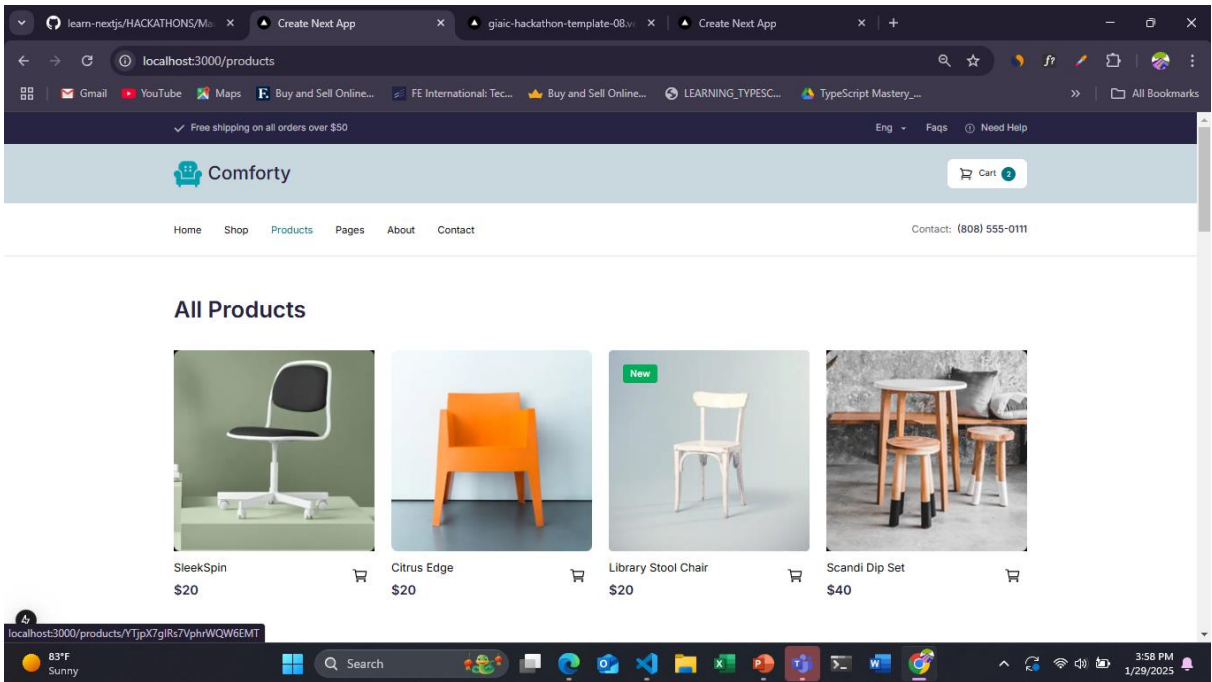 learn-nextjs/HACKATHONS/Ma
Create Next App
giaic-hackathon-template-08.v
Create Next App
localhost:3000/products
Gmail
YouTube
Maps
Buy and Sell Online...
FE International: Tec...
Buy and Sell Online...
LEARNING_TYPESC...
TypeScript Mastery_...
All Bookmarks
Free shipping on all orders over $50
Eng
Faqs
Need Help
Comforty
Cart 2
Home Shop Products Pages About Contact
Contact: (808) 555-0111
All Products
New
SleekSpin
$20
Citrus Edge
$20
Library Stool Chair
$20
Scandi Dip Set
$40
localhost:3000/products/YTjpX7glRs7VphrWQW6EMT
83°F
Sunny
Search
3:58 PM
1/29/2025